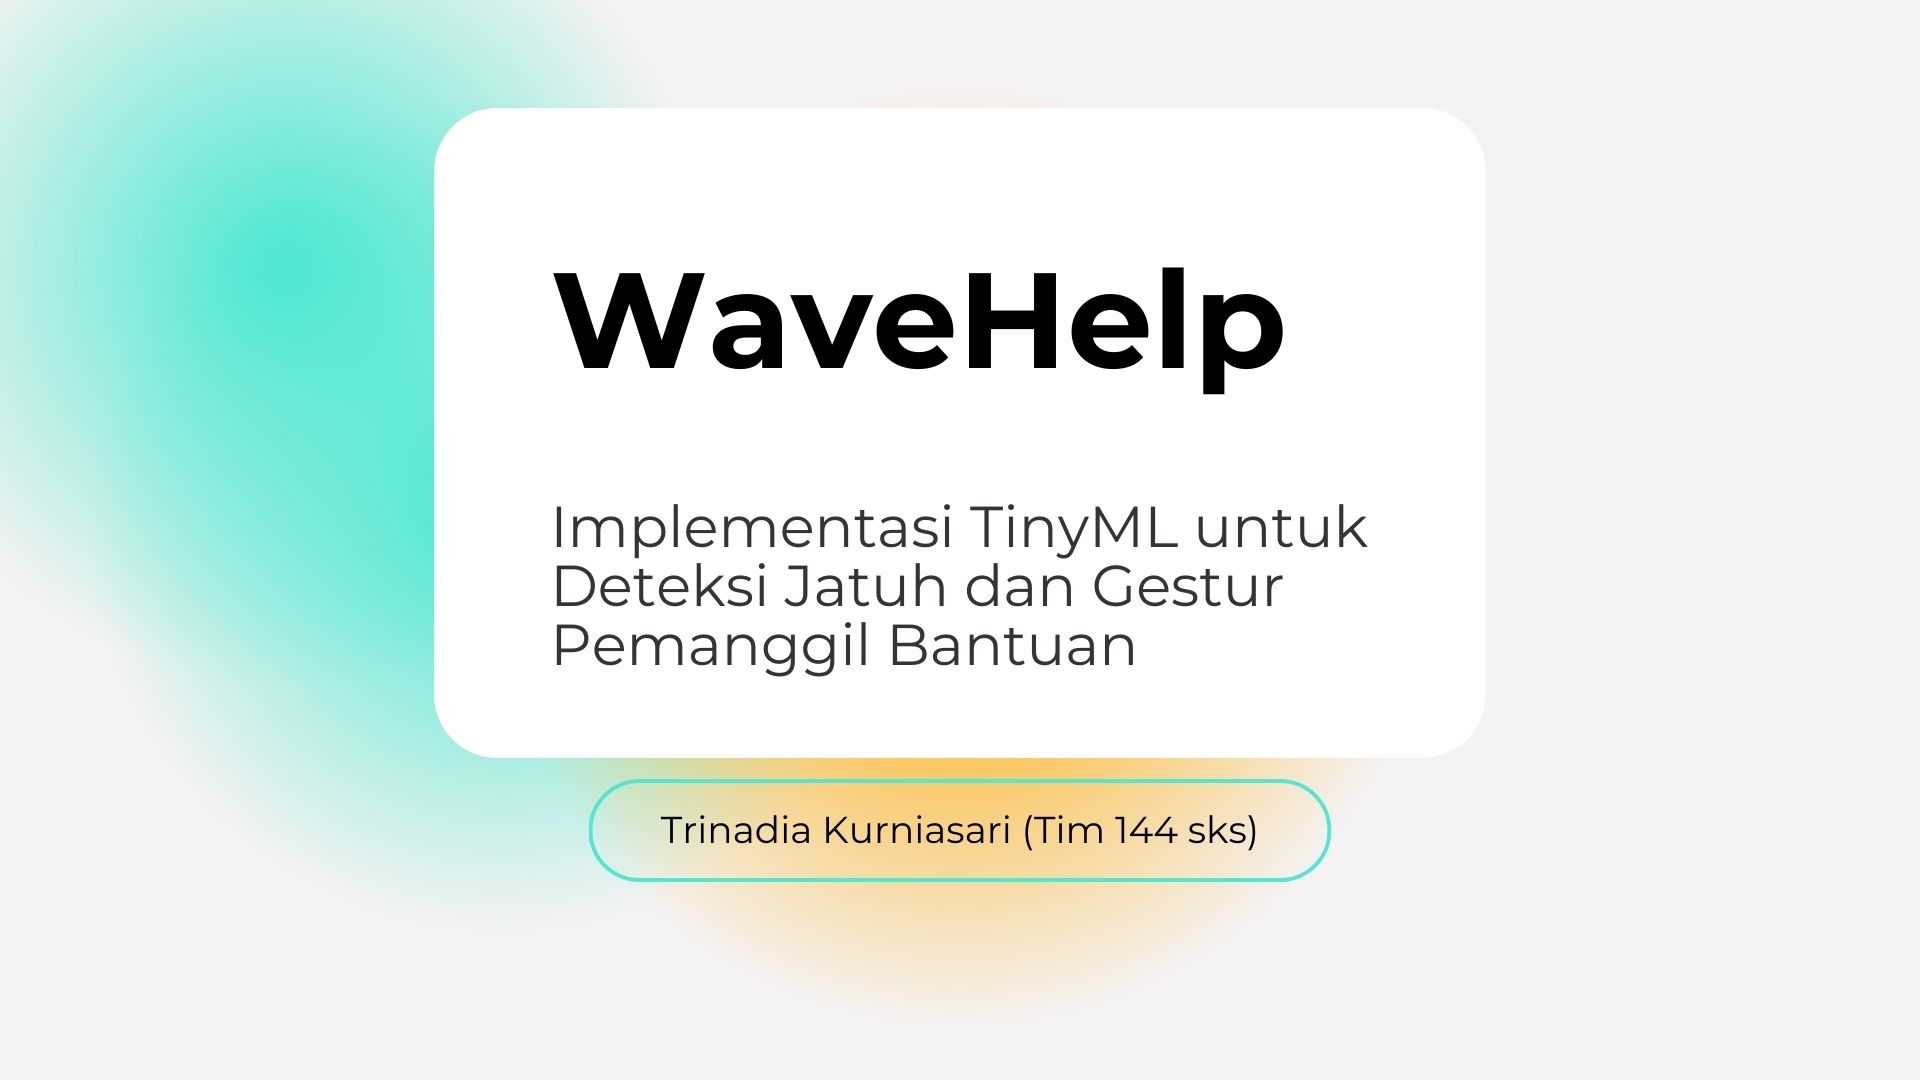 WaveHelp
Implementasi TinyML untuk
Deteksi Jatuh dan Gestur
Pemanggil Bantuan
Trinadia Kurniasari (Tim 144 sks)